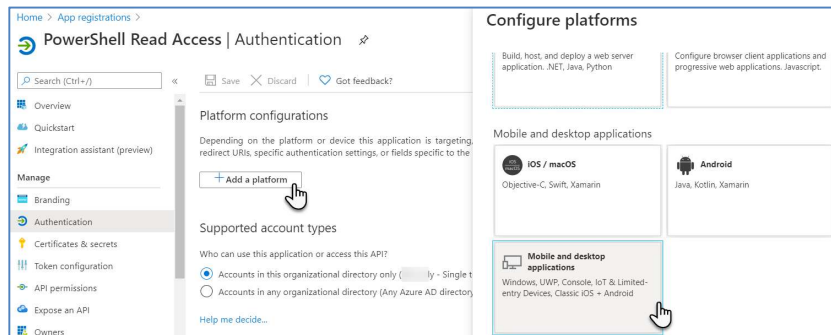 Home > App registrations >
PowerShell Read Access | Authentication
Search (Ctrl+/)
«
Save
Discard
Got feedback?
Overview
Quickstart
Integration assistant (preview)
Manage
Branding
Authentication
Certificates & secrets
Token configuration
API permissions
Expose an API
Owners
Platform configurations
Depending on the platform or device this application is targeting,
redirect URIs, specific authentication settings, or fields specific to the
+ Add a platform
Supported account types
Who can use this application or access this API?
Accounts in this organizational directory only (ly - Single t
Accounts in any organizational directory (Any Azure AD directory
Help me decide...
Configure platforms
Build, host, and deploy a web server
application. .NET, Java, Python
Configure browser client applications and
progressive web applications. Javascript.
Mobile and desktop applications
iOS / macOS
Objective-C, Swift, Xamarin
Android
Java, Kotlin, Xamarin
Mobile and desktop
applications
Windows, UWP, Console, IoT & Limited-
entry Devices, Classic iOS + Android